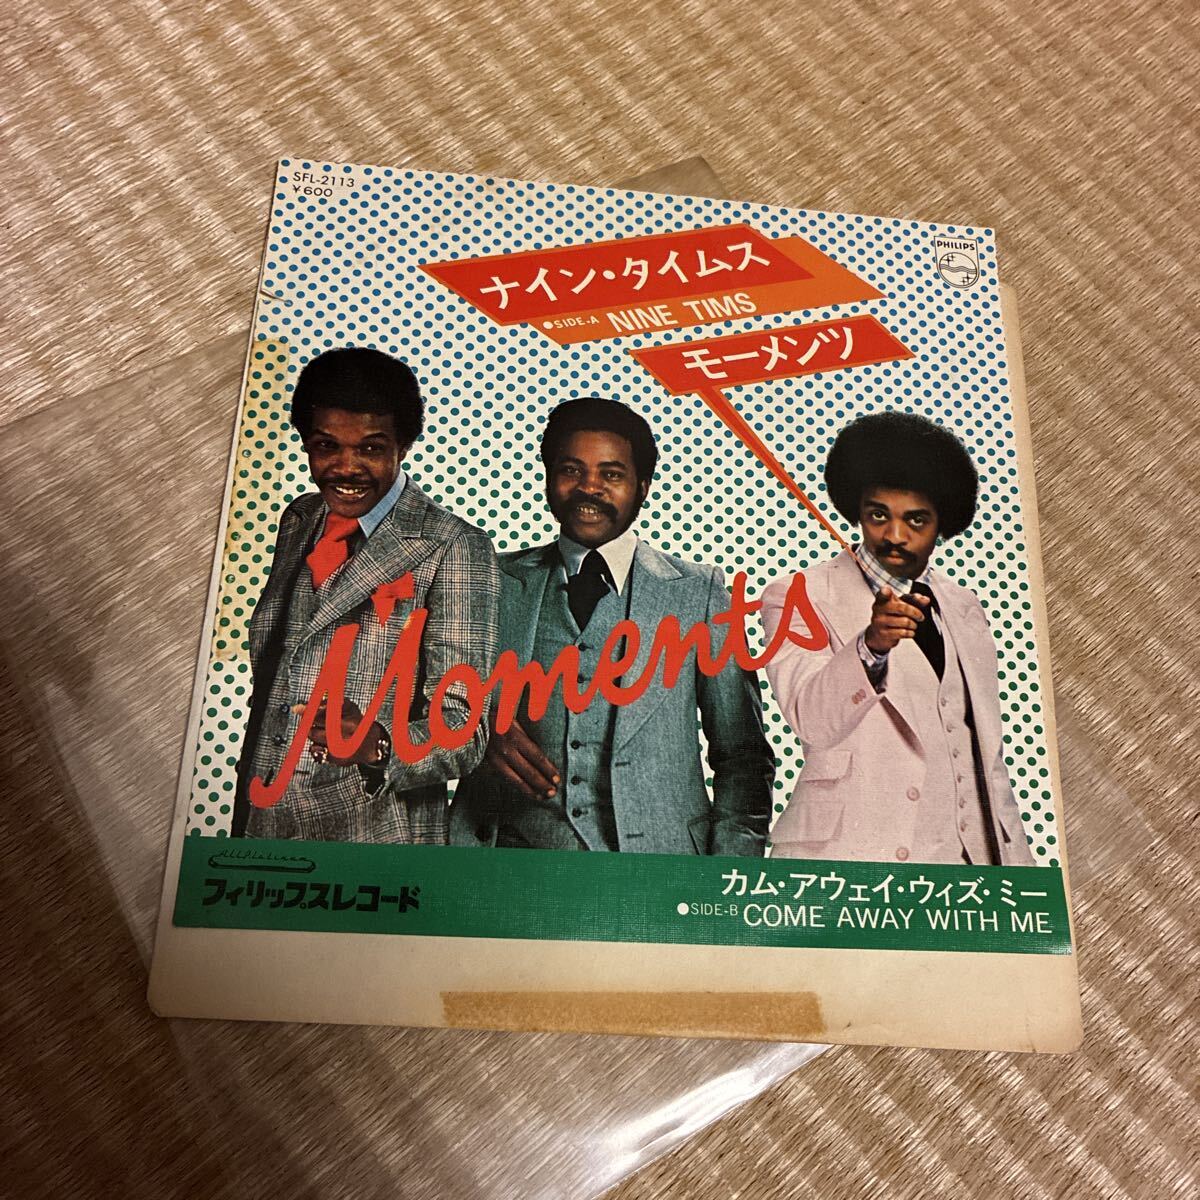 SFL-2113
¥600
PHILIPS
ナイン・タイムス
●SIDE-A NINE TIMS
モーメンツ
Moments
All Platinum
フィリップスレコード
カム・アウェイ・ウィズ・ミー
●SIDE-B COME AWAY WITH ME